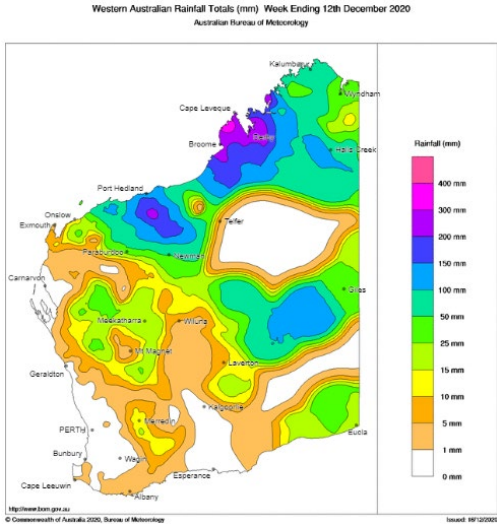 Western Australian Rainfall Totals (mm)  Week Ending 12th December 2020
Australian Bureau of Meteorology
Kalumburu
Wyndham
Cape Leveque
Derby
Broome
Halls Creek
Rainfall (mm)
400 mm
300 mm
200 mm
150 mm
100 mm
50 mm
25 mm
15 mm
10 mm
5 mm
1 mm
0 mm
Port Hedland
Onslow
Exmouth
Telfer
Paraburdoo
Newman
Carnarvon
Giles
Meekatharra
Wiluna
Mt Magnet
Laverton
Geraldton
Kalgoorlie
Merredin
PERTH
Eucla
Bunbury
Wagin
Esperance
Cape Leeuwin
Albany
http://www.bom.gov.au
© Commonwealth of Australia 2020, Bureau of Meteorology
Issued: